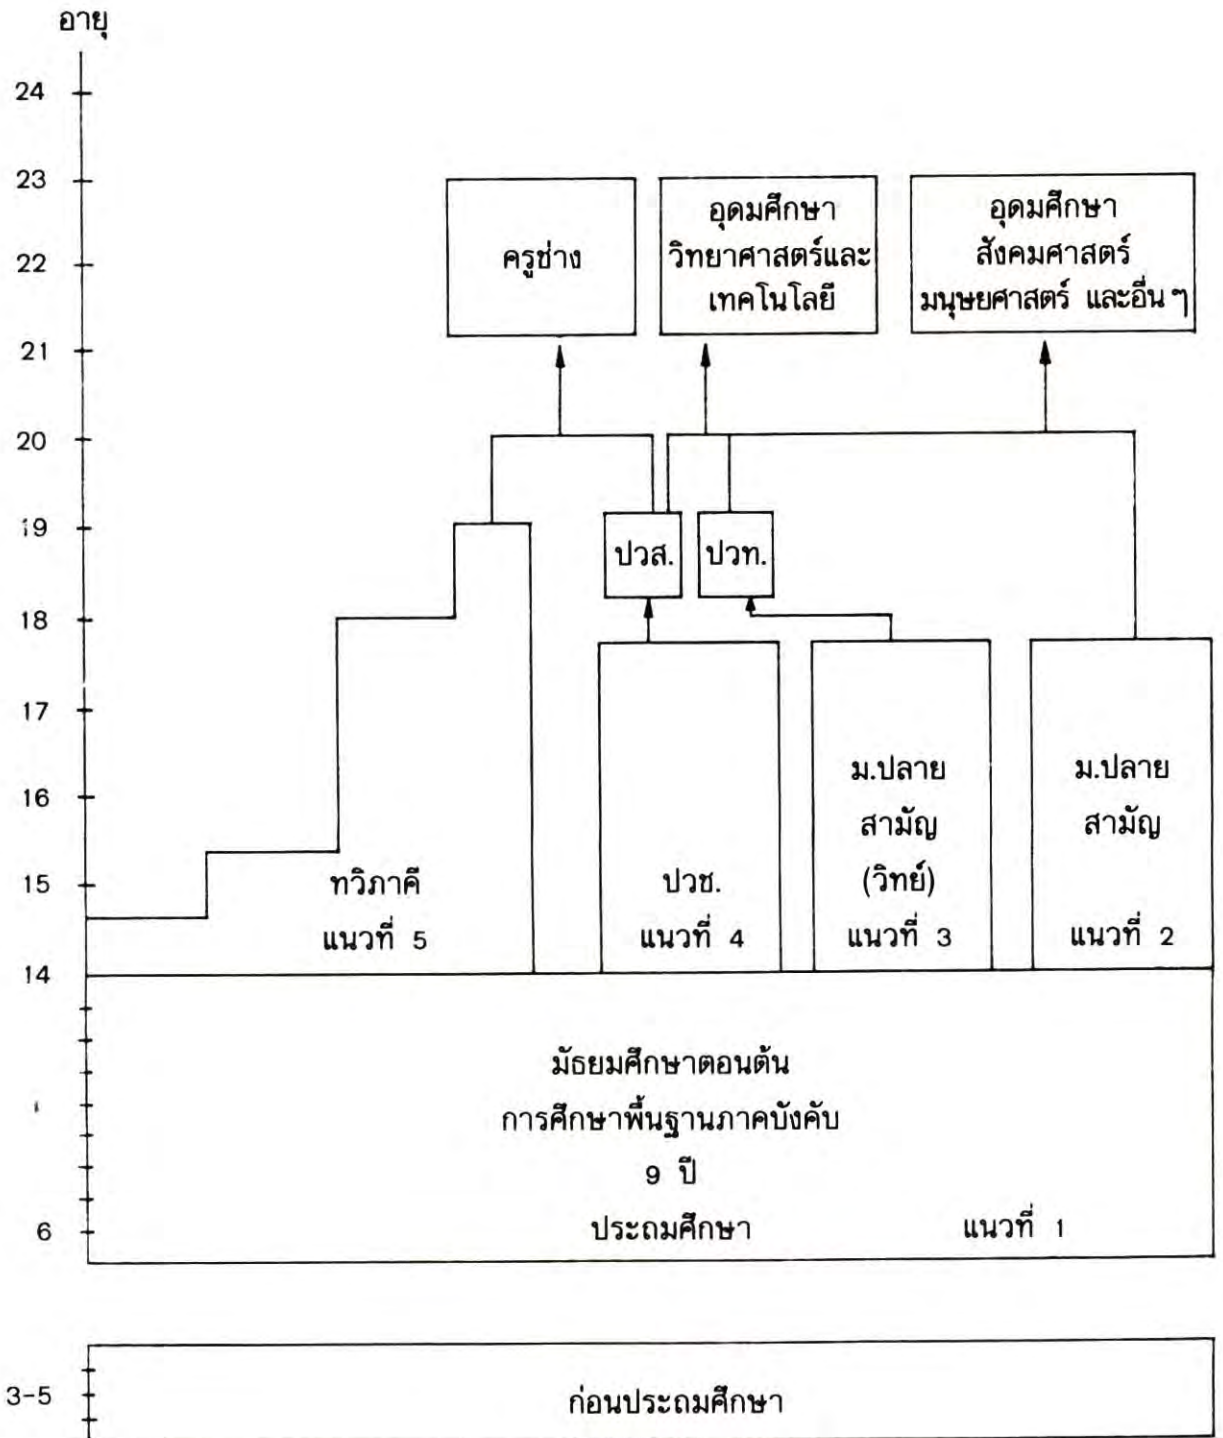 อายุ
24
23
22
21
20
19
18
17
16
15
14
6
3-5
ครูช่าง
อุดมศึกษา
วิทยาศาสตร์และ
เทคโนโลยี
อุดมศึกษา
สังคมศาสตร์
มนุษยศาสตร์ และอื่น ๆ
ปวส.
ปวท.
ทวิภาคี
แนวที่ 5
ปวช.
แนวที่ 4
ม.ปลาย
สามัญ
(วิทย์)
แนวที่ 3
ม.ปลาย
สามัญ
แนวที่ 2
มัธยมศึกษาตอนต้น
การศึกษาพื้นฐานภาคบังคับ
9 ปี
ประถมศึกษา แนวที่ 1
ก่อนประถมศึกษา